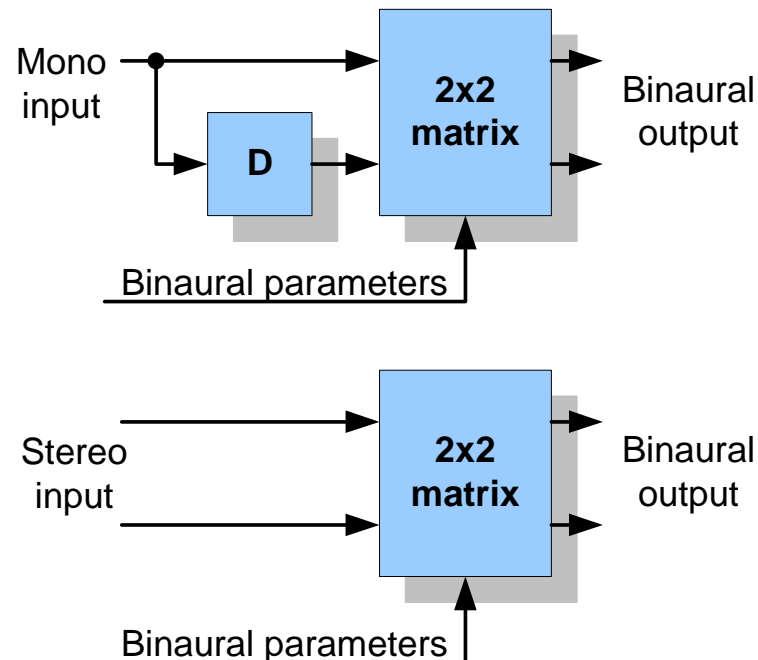 Mono
input
D
2x2
matrix
Binaural
output
Binaural parameters
Stereo
input
2x2
matrix
Binaural
output
Binaural parameters